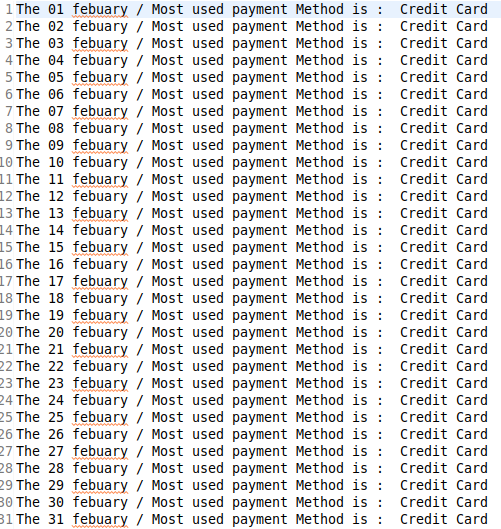 1 The 01 febuary / Most used payment Method is :  Credit Card
2 The 02 febuary / Most used payment Method is :  Credit Card
3 The 03 febuary / Most used payment Method is :  Credit Card
4 The 04 febuary / Most used payment Method is :  Credit Card
5 The 05 febuary / Most used payment Method is :  Credit Card
6 The 06 febuary / Most used payment Method is :  Credit Card
7 The 07 febuary / Most used payment Method is :  Credit Card
8 The 08 febuary / Most used payment Method is :  Credit Card
9 The 09 febuary / Most used payment Method is :  Credit Card
10 The 10 febuary / Most used payment Method is :  Credit Card
11 The 11 febuary / Most used payment Method is :  Credit Card
12 The 12 febuary / Most used payment Method is :  Credit Card
13 The 13 febuary / Most used payment Method is :  Credit Card
14 The 14 febuary / Most used payment Method is :  Credit Card
15 The 15 febuary / Most used payment Method is :  Credit Card
16 The 16 febuary / Most used payment Method is :  Credit Card
17 The 17 febuary / Most used payment Method is :  Credit Card
18 The 18 febuary / Most used payment Method is :  Credit Card
19 The 19 febuary / Most used payment Method is :  Credit Card
20 The 20 febuary / Most used payment Method is :  Credit Card
21 The 21 febuary / Most used payment Method is :  Credit Card
22 The 22 febuary / Most used payment Method is :  Credit Card
23 The 23 febuary / Most used payment Method is :  Credit Card
24 The 24 febuary / Most used payment Method is :  Credit Card
25 The 25 febuary / Most used payment Method is :  Credit Card
26 The 26 febuary / Most used payment Method is :  Credit Card
27 The 27 febuary / Most used payment Method is :  Credit Card
28 The 28 febuary / Most used payment Method is :  Credit Card
29 The 29 febuary / Most used payment Method is :  Credit Card
30 The 30 febuary / Most used payment Method is :  Credit Card
31 The 31 febuary / Most used payment Method is :  Credit Card